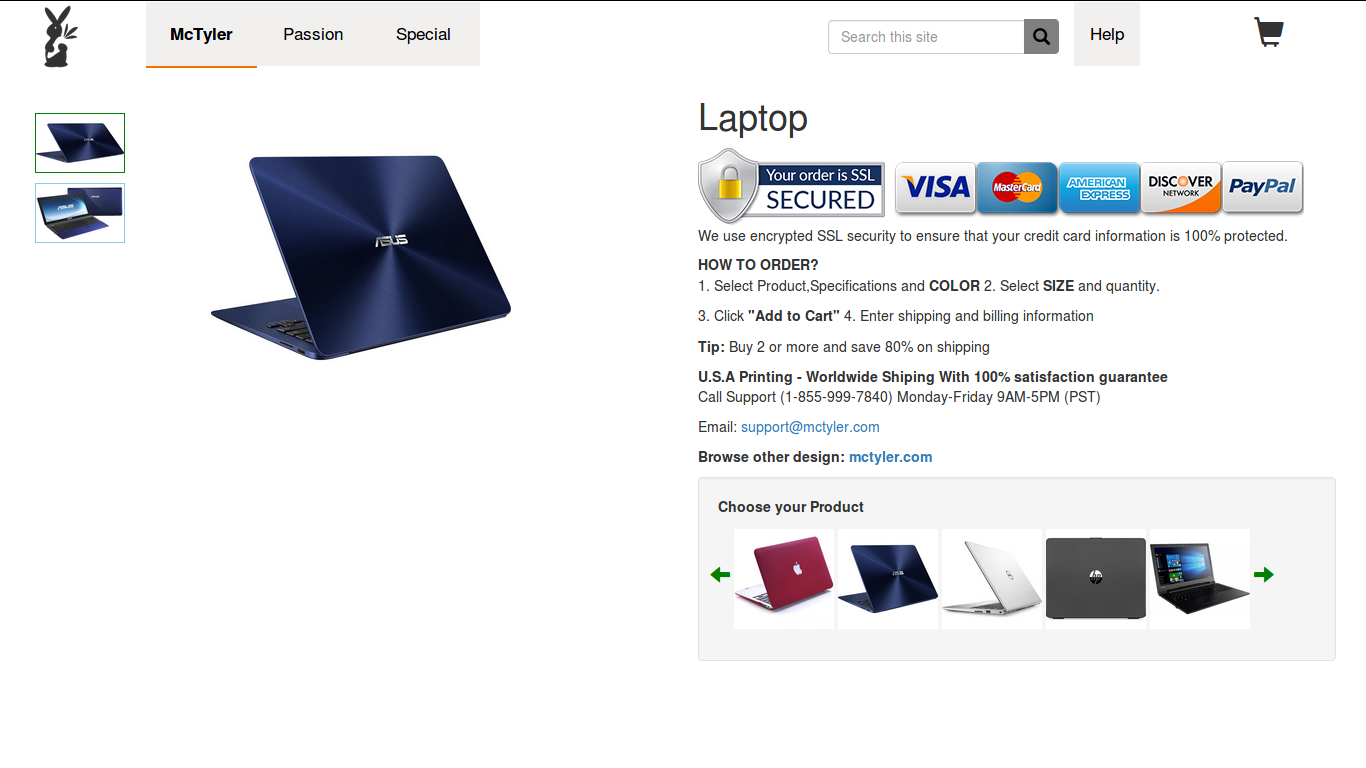 McTyler Passion Special Search this site Help
Laptop
Your order is SSL
SECURED
VISA MasterCard AMERICAN EXPRESS DISCOVER NETWORK PayPal
We use encrypted SSL security to ensure that your credit card information is 100% protected.
HOW TO ORDER?
1. Select Product,Specifications and COLOR 2. Select SIZE and quantity.
3. Click "Add to Cart" 4. Enter shipping and billing information
Tip: Buy 2 or more and save 80% on shipping
U.S.A Printing - Worldwide Shiping With 100% satisfaction guarantee
Call Support (1-855-999-7840) Monday-Friday 9AM-5PM (PST)
Email: support@mctyler.com
Browse other design: mctyler.com
Choose your Product
ASUS
ASUS
ASUS
ASUS
hp